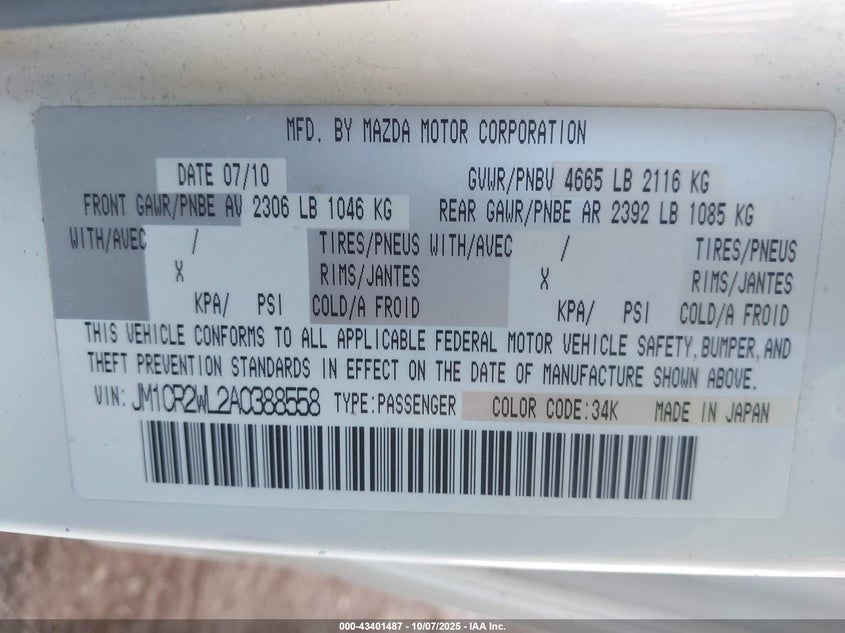 MFD. BY MAZDA MOTOR CORPORATION
DATE 07/10 GVWR/PNBV 4665 LB 2116 KG
FRONT GAWR/PNBE AV 2306 LB 1046 KG REAR GAWR/PNBE AR 2392 LB 1085 KG
WITH/AVEC / TIRES/PNEUS WITH/AVEC / TIRES/PNEUS
X RIMS/JANTES X RIMS/JANTES
KPA/ PSI COLD/A FROID KPA/ PSI COLD/A FROID
THIS VEHICLE CONFORMS TO ALL APPLICABLE FEDERAL MOTOR VEHICLE SAFETY, BUMPER, AND
THEFT PREVENTION STANDARDS IN EFFECT ON THE DATE OF MANUFACTURE SHOWN ABOVE.
VIN: JM1CR2WL2A0388558 TYPE:PASSENGER COLOR CODE:34K MADE IN JAPAN
000-43401487 - 10/07/2025 - IAA Inc.